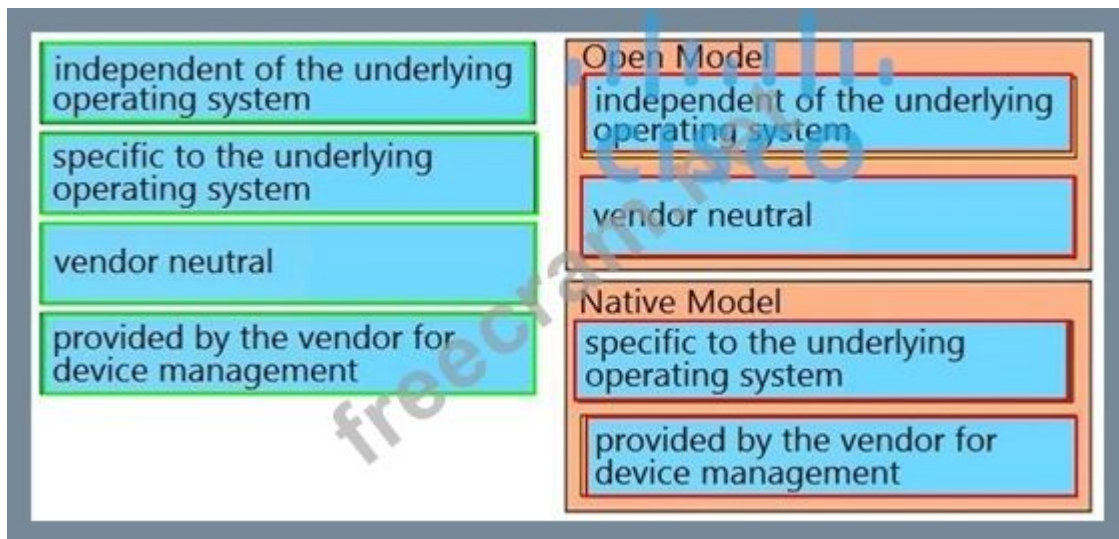 independent of the underlying
operating system
specific to the underlying
operating system
vendor neutral
provided by the vendor for
device management
Open Model
independent of the underlying
operating system
vendor neutral
Native Model
specific to the underlying
operating system
provided by the vendor for
device management
CISCO
freecram.net